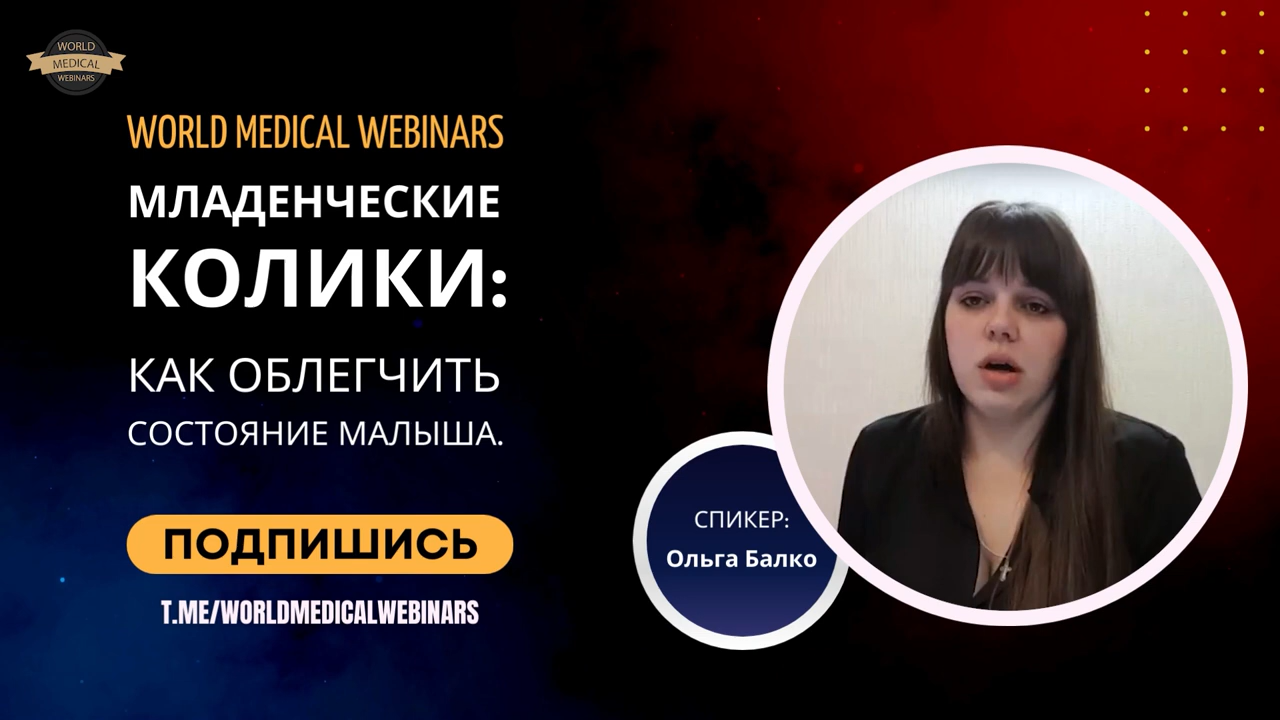 WORLD
MEDICAL
WEBINARS
WORLD MEDICAL WEBINARS
МЛАДЕНЧЕСКИЕ
КОЛИКИ:
КАК ОБЛЕГЧИТЬ
СОСТОЯНИЕ МАЛЫША.
ПОДПИШИСЬ
T.ME/WORLDMEDICALWEBINARS
СПИКЕР:
Ольга Балко